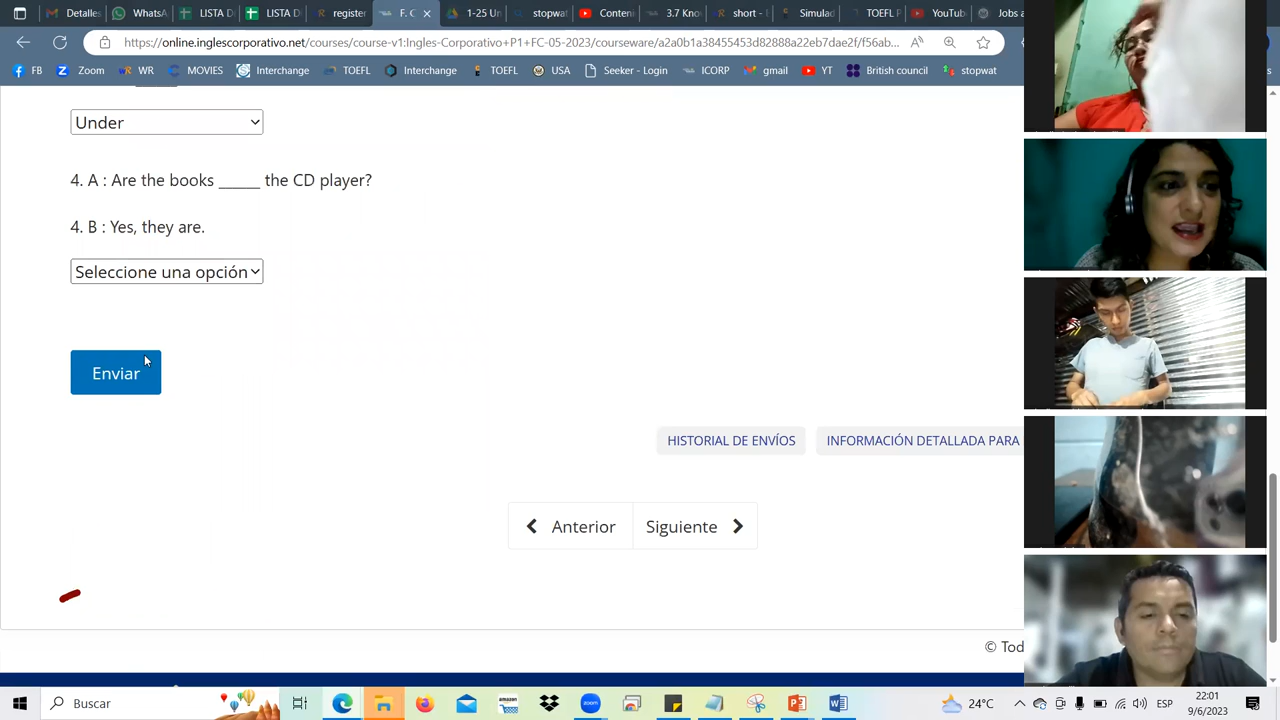 Detalles
WhatsA
LISTA D
LISTA D
register
F. C
1-25 Un
stopwat
Conteni
3.7 Kno
short - I
Simulad
TOEFL P
YouTub
Jobs a
https://online.inglescorporativo.net/courses/course-v1:Ingles-Corporativo+P1+FC-05-2023/courseware/a2a0b1a38455453d82888a22eb7dae2f/f56ab...
FB
Zoom
WR
MOVIES
Interchange
TOEFL
Interchange
TOEFL
USA
Seeker - Login
ICORP
gmail
YT
British council
stopwat
Under
4. A : Are the books _____ the CD player?
4. B : Yes, they are.
Seleccione una opción
Enviar
HISTORIAL DE ENVÍOS
INFORMACIÓN DETALLADA PARA
Anterior
Siguiente
© Tod
Buscar
24°C
ESP
22:01
9/6/2023